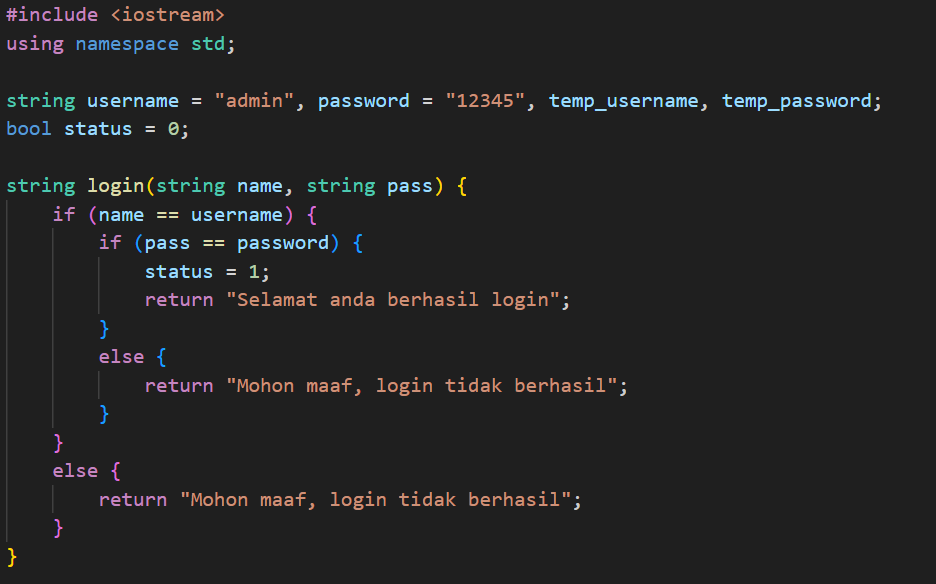 #include <iostream>
using namespace std;

string username = "admin", password = "12345", temp_username, temp_password;
bool status = 0;

string login(string name, string pass) {
    if (name == username) {
        if (pass == password) {
            status = 1;
            return "Selamat anda berhasil login";
        }
        else {
            return "Mohon maaf, login tidak berhasil";
        }
    }
    else {
        return "Mohon maaf, login tidak berhasil";
    }
}